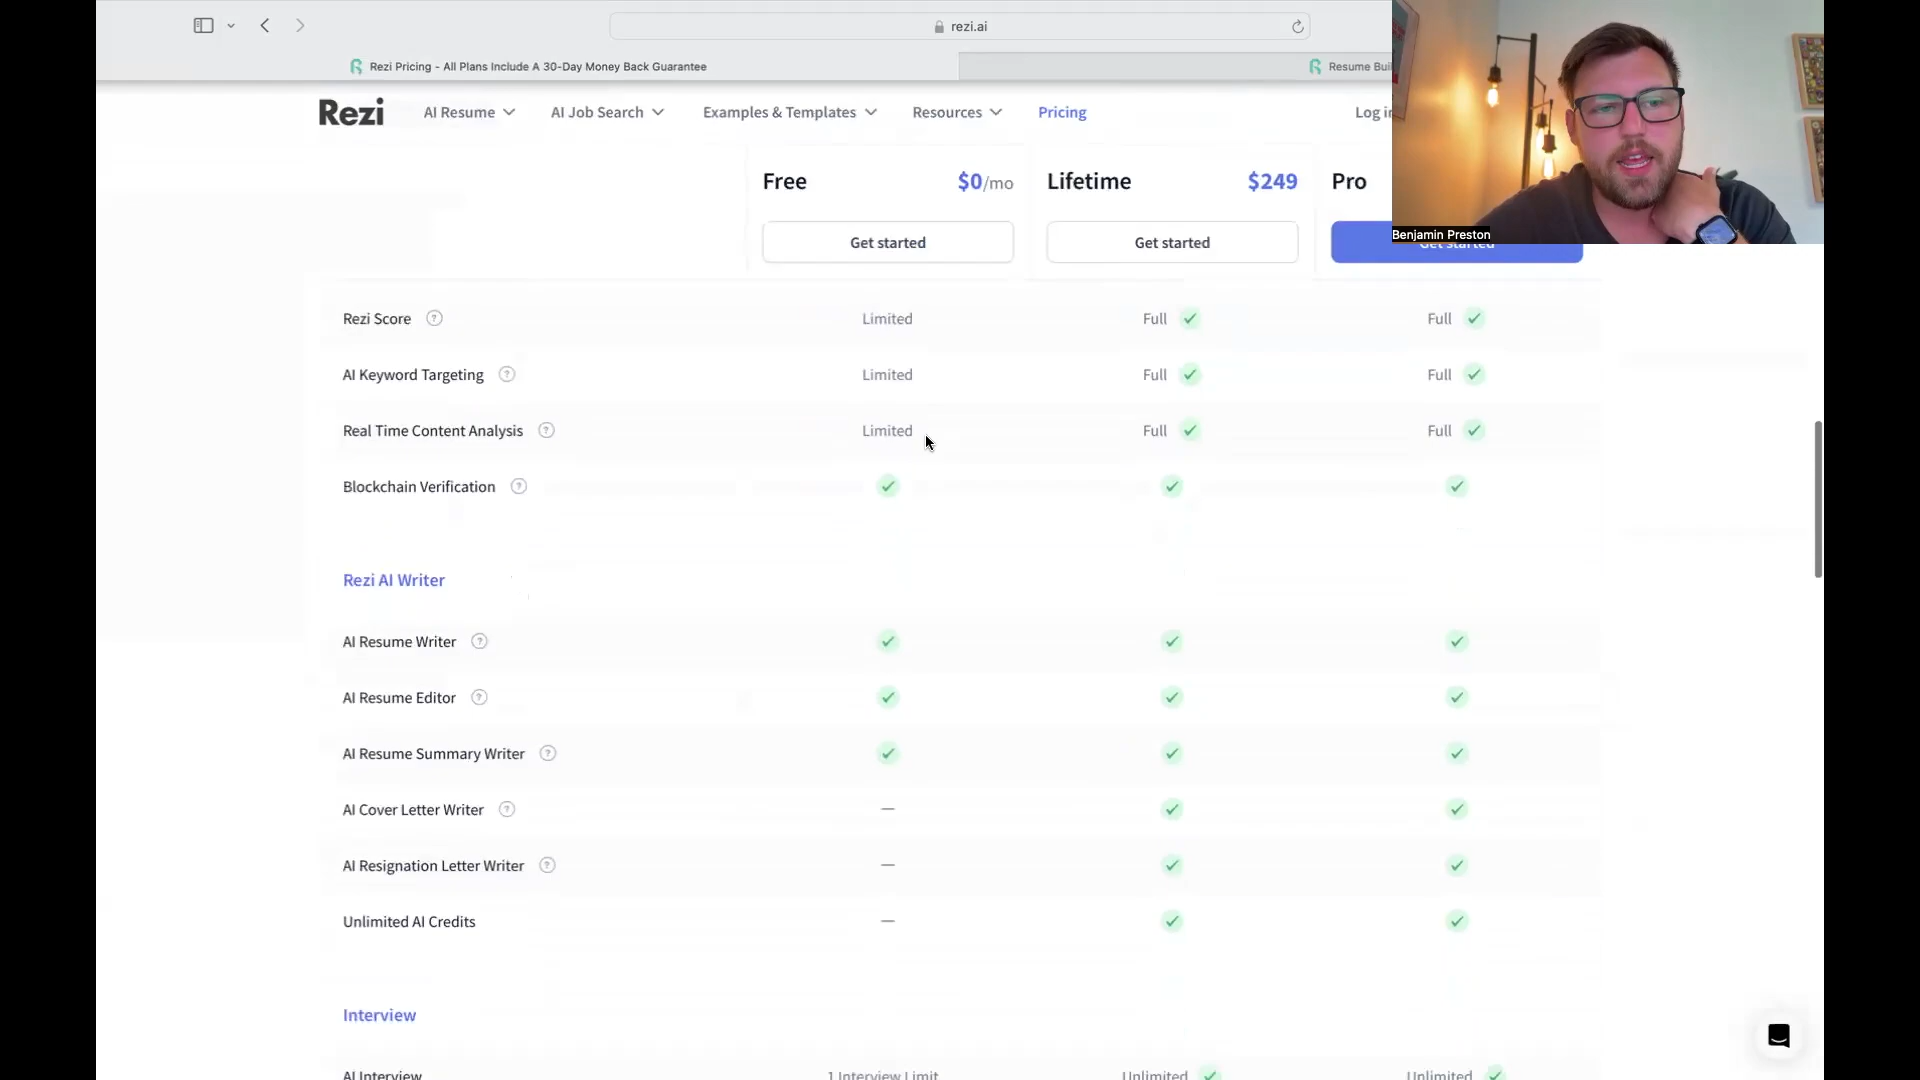 rezi.ai
Rezi Pricing - All Plans Include A 30-Day Money Back Guarantee
Resume Buil
Rezi
AI Resume
AI Job Search
Examples & Templates
Resources
Pricing
Log in
Free
$0/mo
Lifetime
$249
Pro
Get started
Get started
Get started
Benjamin Preston
Rezi Score ?
Limited
Full
Full
AI Keyword Targeting ?
Limited
Full
Full
Real Time Content Analysis ?
Limited
Full
Full
Blockchain Verification ?
Rezi AI Writer
AI Resume Writer ?
AI Resume Editor ?
AI Resume Summary Writer ?
AI Cover Letter Writer ?
—
AI Resignation Letter Writer ?
—
Unlimited AI Credits
—
Interview
AI Interview
1 Interview Limit
Unlimited
Unlimited